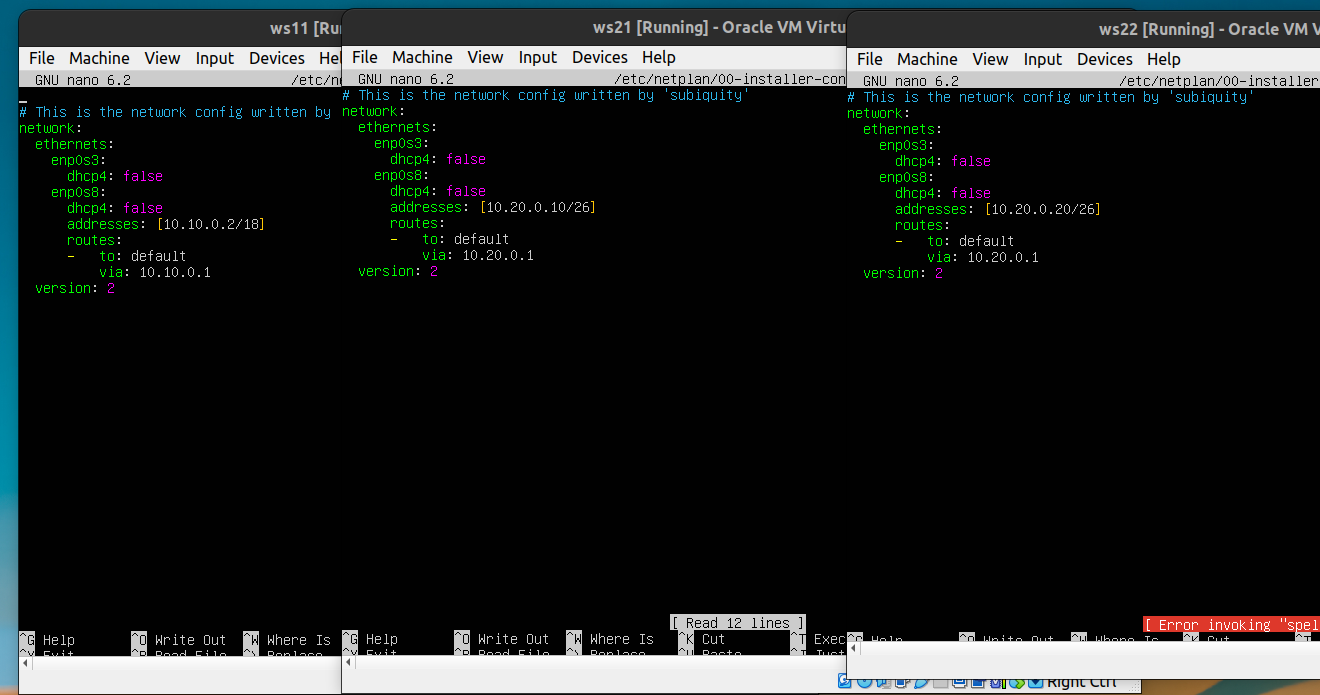 ws11 [Ru
File Machine View Input Devices Hel
GNU nano 6.2 /etc/n
# This is the network config written by
network:
ethernets:
enp0s3:
dhcp4: false
enp0s8:
dhcp4: false
addresses: [10.10.0.2/18]
routes:
- to: default
via: 10.10.0.1
version: 2
^G Help ^O Write Out ^W Where Is
^X Exit ^R Read File ^\ Replace
ws21 [Running] - Oracle VM Virtu
File Machine View Input Devices Help
GNU nano 6.2 /etc/netplan/00-installer-con
# This is the network config written by 'subiquity'
network:
ethernets:
enp0s3:
dhcp4: false
enp0s8:
dhcp4: false
addresses: [10.20.0.10/26]
routes:
- to: default
via: 10.20.0.1
version: 2
[ Read 12 lines ]
^G Help ^O Write Out ^W Where Is ^K Cut ^T Exec
^X Exit ^R Read File ^\ Replace ^U Paste ^J Just
ws22 [Running] - Oracle VM V
File Machine View Input Devices Help
GNU nano 6.2 /etc/netplan/00-installer
# This is the network config written by 'subiquity'
network:
ethernets:
enp0s3:
dhcp4: false
enp0s8:
dhcp4: false
addresses: [10.20.0.20/26]
routes:
- to: default
via: 10.20.0.1
version: 2
[ Error invoking "spel
^G Help ^O Write Out ^W Where Is ^K Cut ^T
Right Ctrl